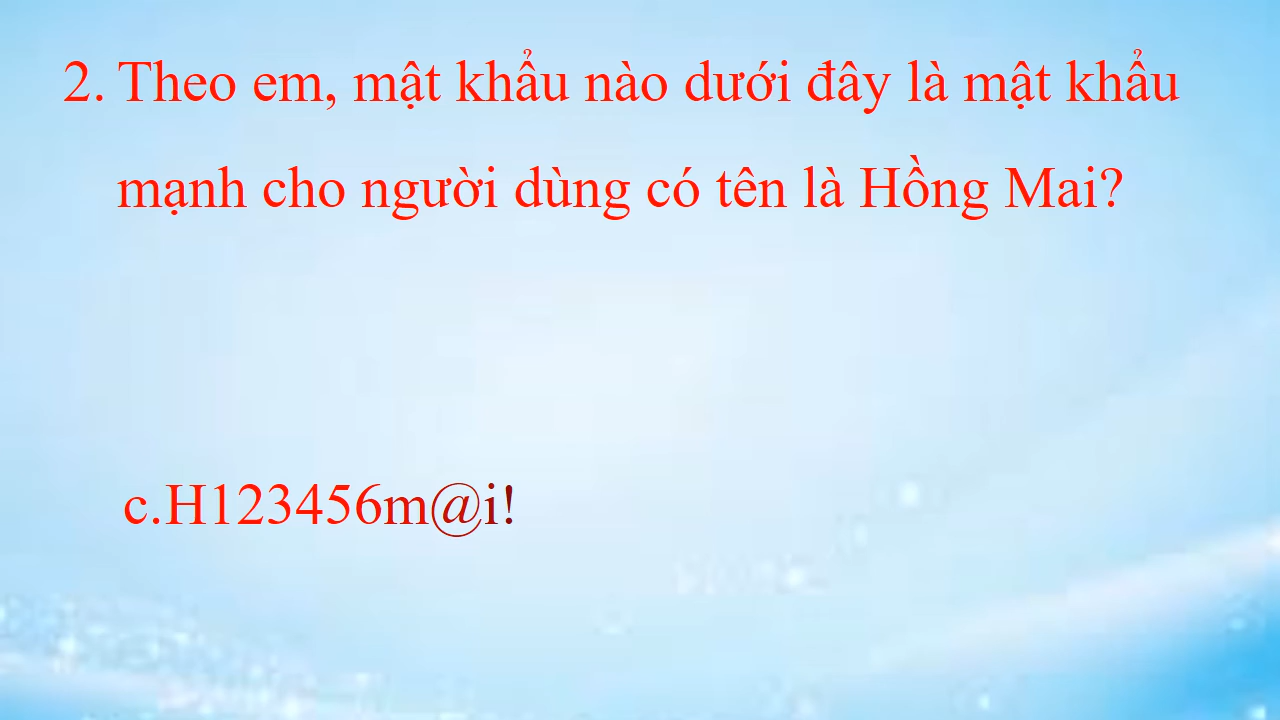 2. Theo em, mật khẩu nào dưới đây là mật khẩu
mạnh cho người dùng có tên là Hồng Mai?
c.H123456m@i!